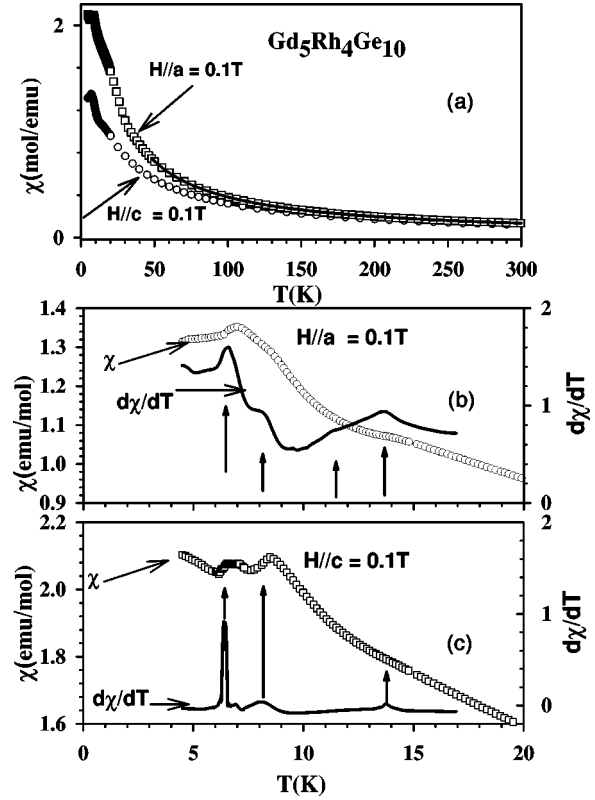 2
Gd5Rh4Ge10
H//a = 0.1T
(a)
χ(mol/emu)
1
H//c = 0.1T
0
0 50 100 150 200 250 300
T(K)
1.4 2
H//a = 0.1T
1.3
χ
1.2
dχ/dT
1
1.1
(b)
1.0
0.9 0
χ(emu/mol)
dχ/dT
2.2 2
H//c = 0.1T
χ
2.0
1
1.8
(c)
dχ/dT
0
1.6
χ(emu/mol)
dχ/dT
0 5 10 15 20
T(K)